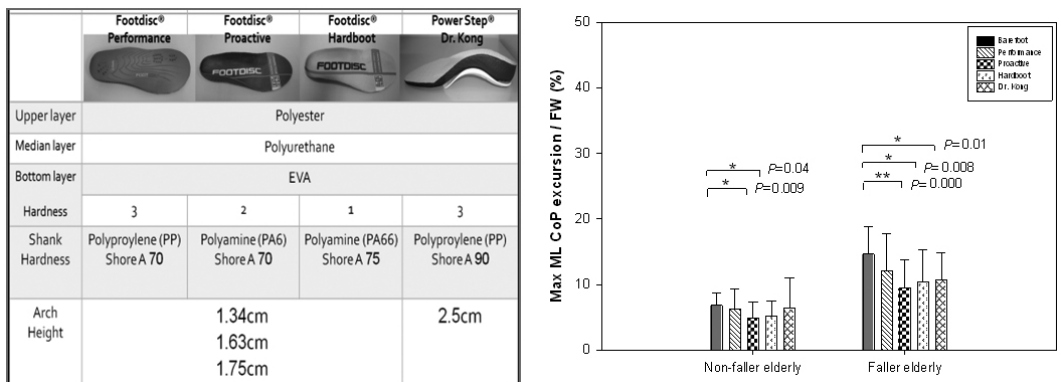 Footdisc® Performance
Footdisc® Proactive
Footdisc® Hardboot
Power Step® Dr. Kong
FOOTDISC
FOOTDISC
Upper layer Polyester
Median layer Polyurethane
Bottom layer EVA
Hardness 3 2 1 3
Shank Hardness
Polyproylene (PP) Shore A 70
Polyamine (PA6) Shore A 70
Polyamine (PA66) Shore A 75
Polyproylene (PP) Shore A 90
Arch Height
1.34cm
1.63cm
1.75cm
2.5cm
Max ML CoP excursion / FW (%)
50
40
30
20
10
0
Barefoot
Performance
Proactive
Hardboot
Dr. Kong
* P=0.04
* P=0.009
* P=0.01
* P=0.008
** P=0.000
Non-faller elderly
Faller elderly